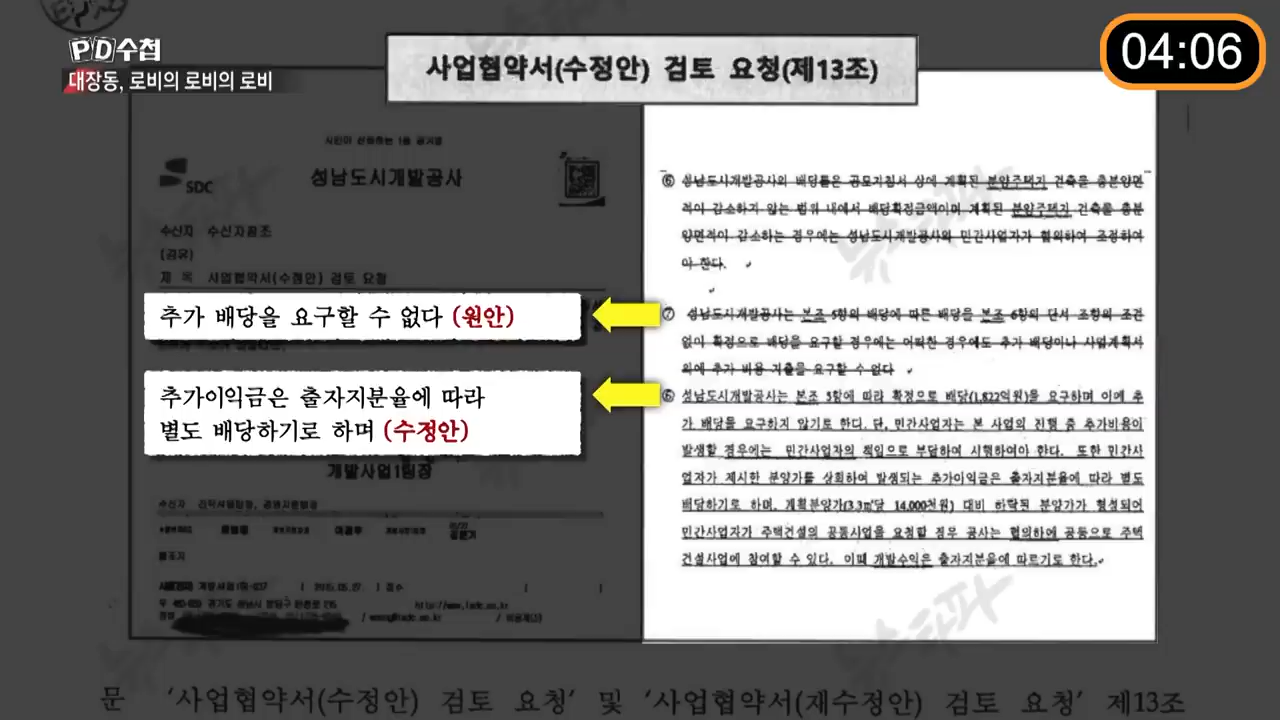 PD수첩
대장동, 로비의 로비의 로비
04:06
사업협약서(수정안) 검토 요청(제13조)
시민이 신뢰하는 1등 공기업
SDC
성남도시개발공사
수신자 수신자참조
(경유)
제 목 사업협약서(수정안) 검토 요청
추가 배당을 요구할 수 없다 (원안)
추가이익금은 출자지분율에 따라
별도 배당하기로 하며 (수정안)
개발사업1팀장
⑥ 성남도시개발공사의 배당률은 공모지침서 상에 계획된 분양주택지 건축물 총분양면
적이 감소하지 않는 범위 내에서 배당확정금액이며 계획된 분양주택지 건축물 총분
양면적이 감소하는 경우에는 성남도시개발공사와 민간사업자가 협의하여 조정하여
야 한다.
⑦ 성남도시개발공사는 본조 5항의 배당에 따른 배당을 본조 6항의 단서 조항의 조건
없이 확정으로 배당을 요구할 경우에는 어떠한 경우에도 추가 배당이나 사업계획서
외에 추가 비용 지출을 요구할 수 없다
⑥ 성남도시개발공사는 본조 5항에 따라 확정으로 배당(1,822억원)을 요구하며 이에 추
가 배당을 요구하지 않기로 한다. 단, 민간사업자는 본 사업의 진행 중 추가비용이
발생할 경우에는 민간사업자의 책임으로 부담하여 시행하여야 한다. 또한 민간사
업자가 제시한 분양가를 상회하여 발생되는 추가이익금은 출자지분율에 따라 별도
배당하기로 하며, 계획분양가(3.3㎡당 14,000천원) 대비 하락된 분양가가 형성되어
민간사업자가 주택건설의 공통사업을 요청할 경우 공사는 협의하에 공동으로 주택
건설사업에 참여할 수 있다. 이때 개발수익은 출자지분율에 따르기로 한다.
http://www.isdc.co.kr
뉴스타파
문 '사업협약서(수정안) 검토 요청' 및 '사업협약서(재수정안) 검토 요청' 제13조